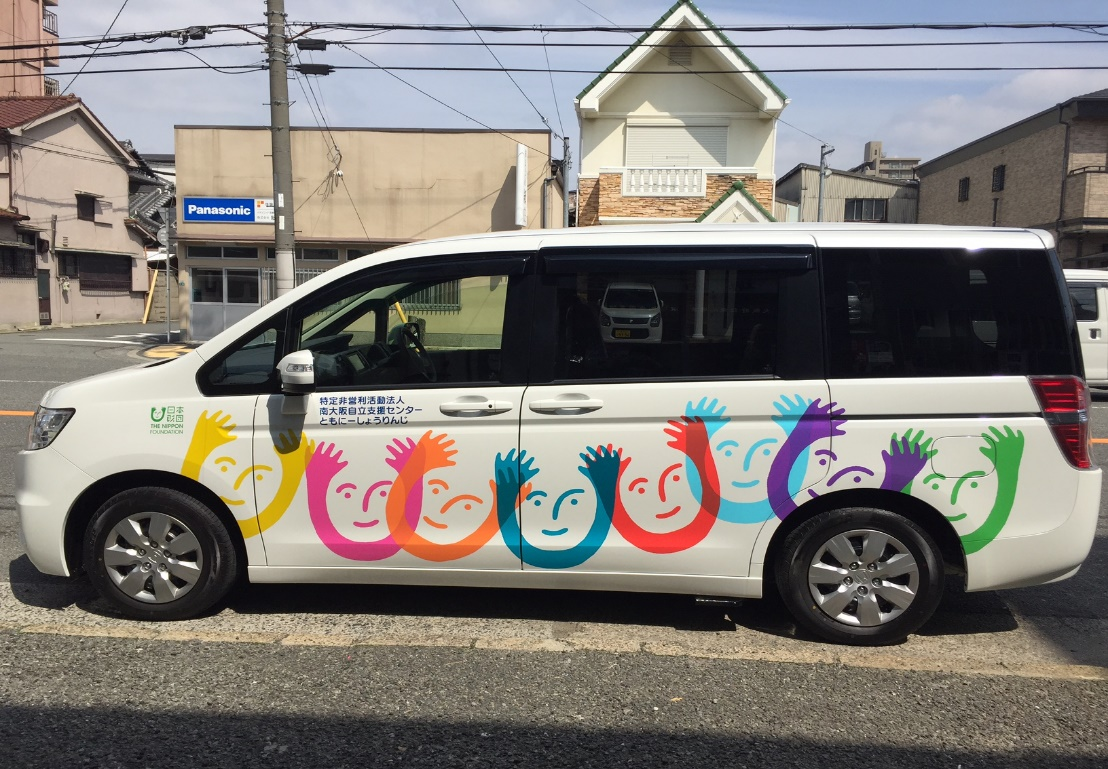 Panasonic
日本
財団
THE NIPPON
FOUNDATION
特定非営利活動法人
南大阪自立支援センター
ともにーしょうりんじ